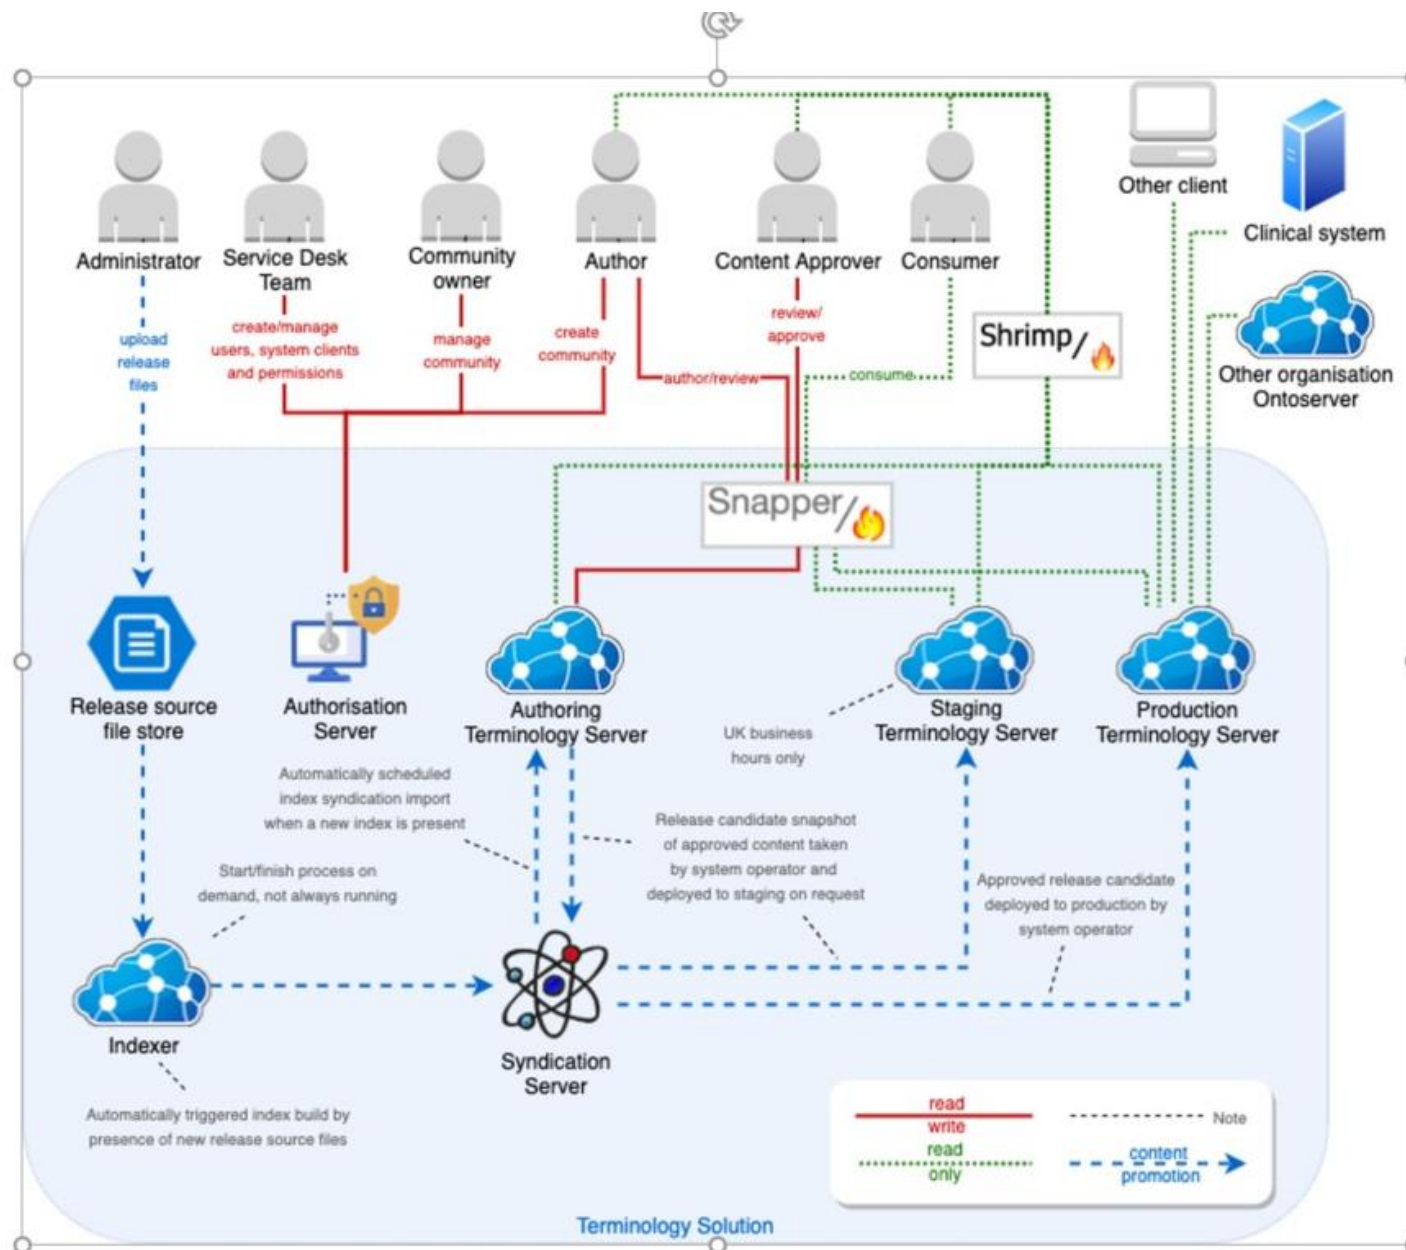 Other client
Clinical system
Administrator
Service Desk
Team
Community
owner
Author
Content Approver
Consumer
Other organisation
Ontoserver
upload
release
files
create/manage
users, system clients
and permissions
manage
community
create
community
author/review
review/
approve
consume
Shrimp/
Snapper/
Release source
file store
Authorisation
Server
Authoring
Terminology Server
Staging
Terminology Server
Production
Terminology Server
UK business
hours only
Automatically scheduled
index syndication import
when a new index is present
Release candidate snapshot
of approved content taken
by system operator and
deployed to staging on request
Approved release candidate
deployed to production by
system operator
Start/finish process on
demand, not always running
Indexer
Syndication
Server
Automatically triggered index build by
presence of new release source files
read
write
Note
read
only
content
promotion
Terminology Solution